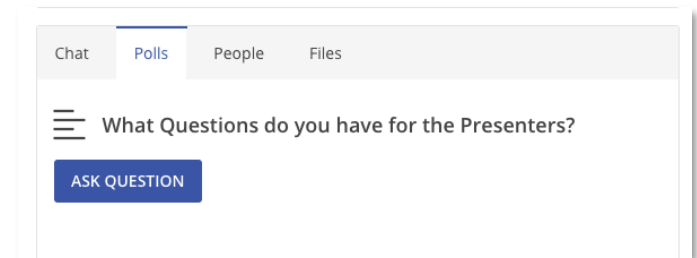 Chat Polls People Files
What Questions do you have for the Presenters?
ASK QUESTION